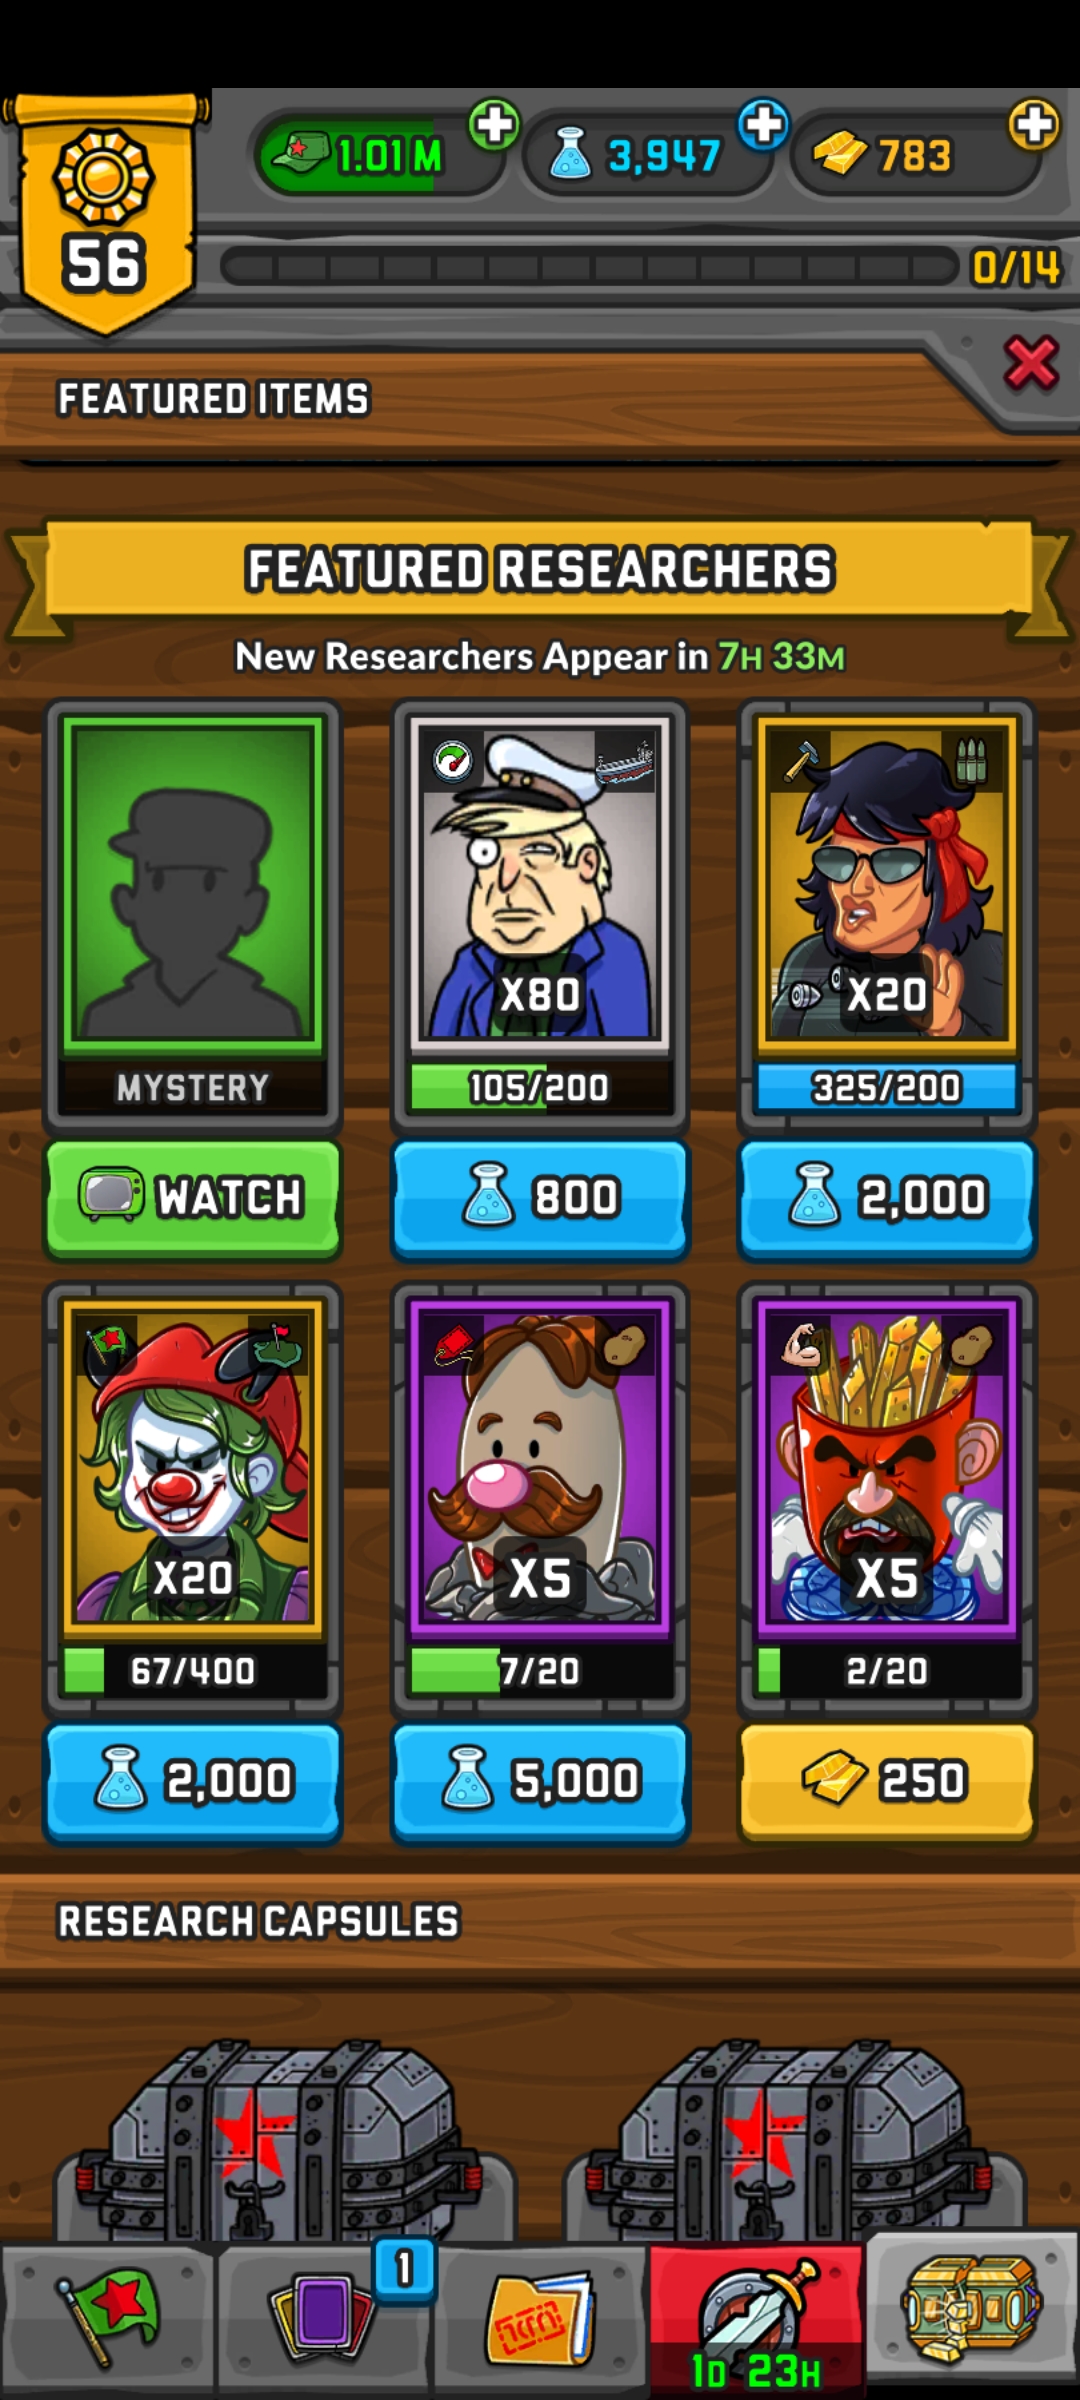 1.01 M
3,947
783
56
0/14
FEATURED ITEMS
FEATURED RESEARCHERS
New Researchers Appear in 7H 33M
X80
X20
MYSTERY
105/200
325/200
WATCH
800
2,000
X20
X5
X5
67/400
7/20
2/20
2,000
5,000
250
RESEARCH CAPSULES
1
1D 23H